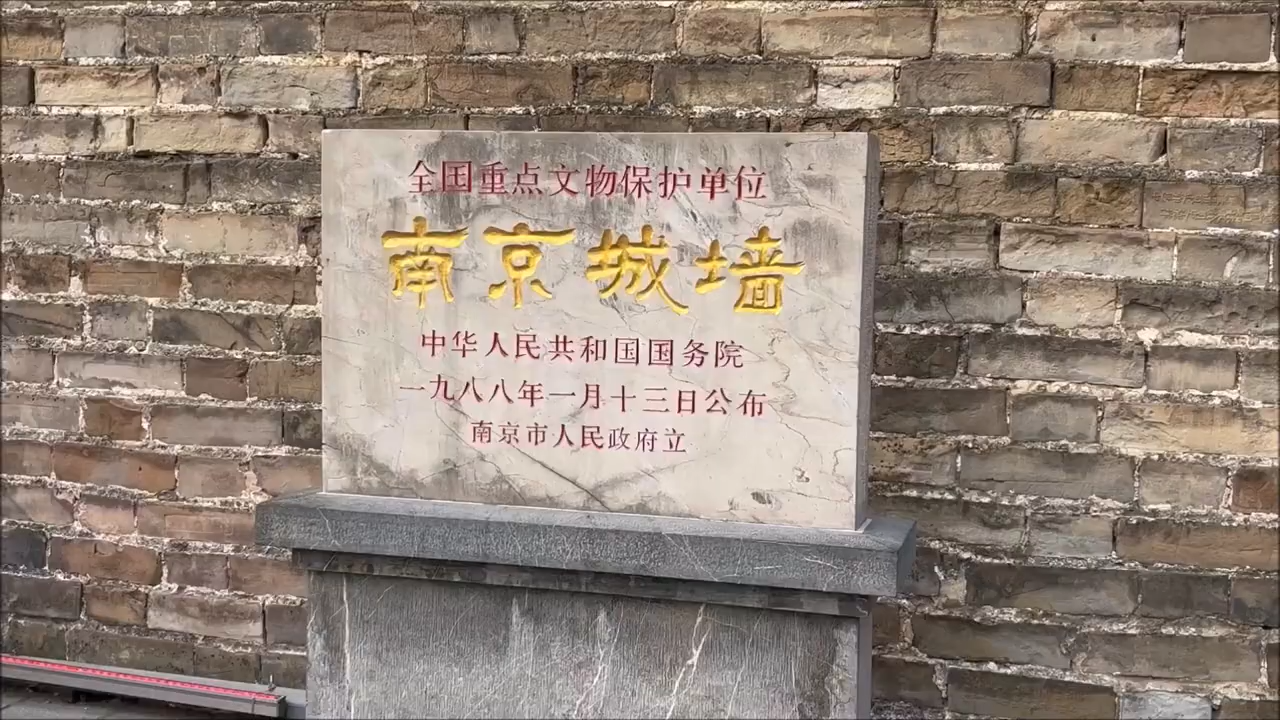 全国重点文物保护单位
南京城墙
中华人民共和国国务院
一九八八年一月十三日公布
南京市人民政府立